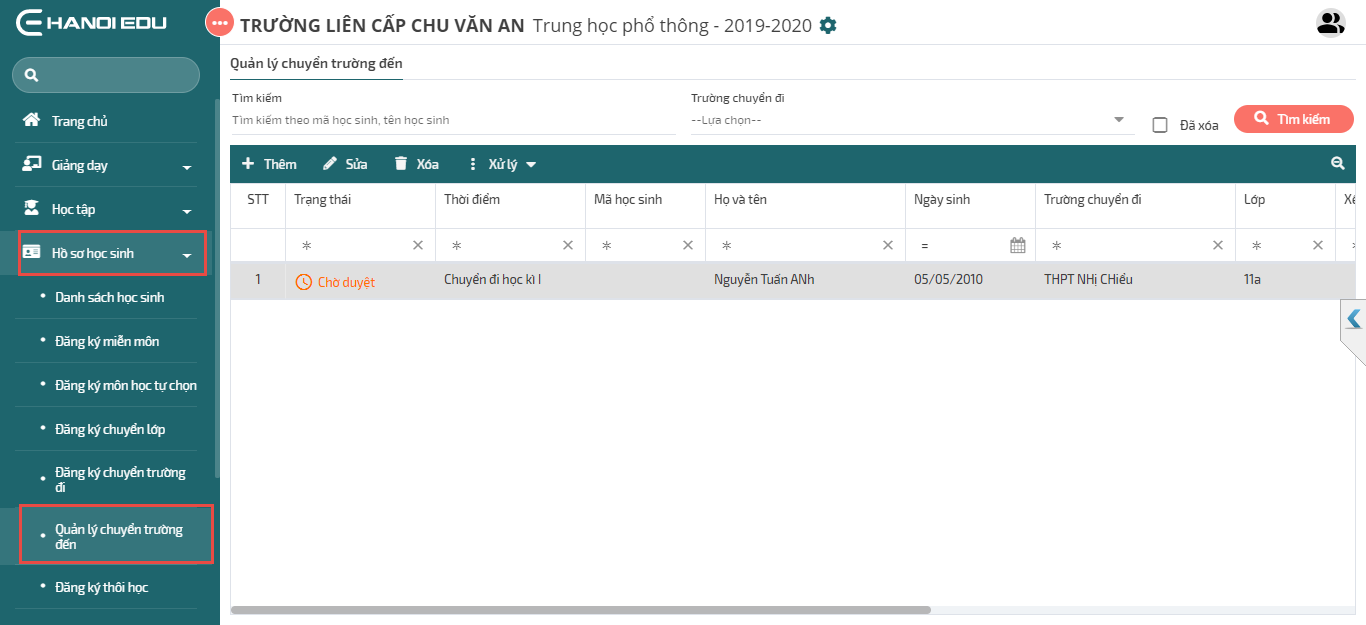 HANOI EDU
TRƯỜNG LIÊN CẤP CHU VĂN AN Trung học phổ thông - 2019-2020
Trang chủ
Giảng dạy
Học tập
Hồ sơ học sinh
Danh sách học sinh
Đăng ký miễn môn
Đăng ký môn học tự chọn
Đăng ký chuyển lớp
Đăng ký chuyển trường
đi
Quản lý chuyển trường
đến
Đăng ký thôi học
Quản lý chuyển trường đến
Tìm kiếm Trường chuyển đi
Tìm kiếm theo mã học sinh, tên học sinh --Lựa chọn-- Đã xóa Tìm kiếm
Thêm Sửa Xóa Xử lý
STT Trạng thái Thời điểm Mã học sinh Họ và tên Ngày sinh Trường chuyển đi Lớp
* * * * = * *
1 Chờ duyệt Chuyển đi học kì I Nguyễn Tuấn ANh 05/05/2010 THPT NHị CHiểu 11a